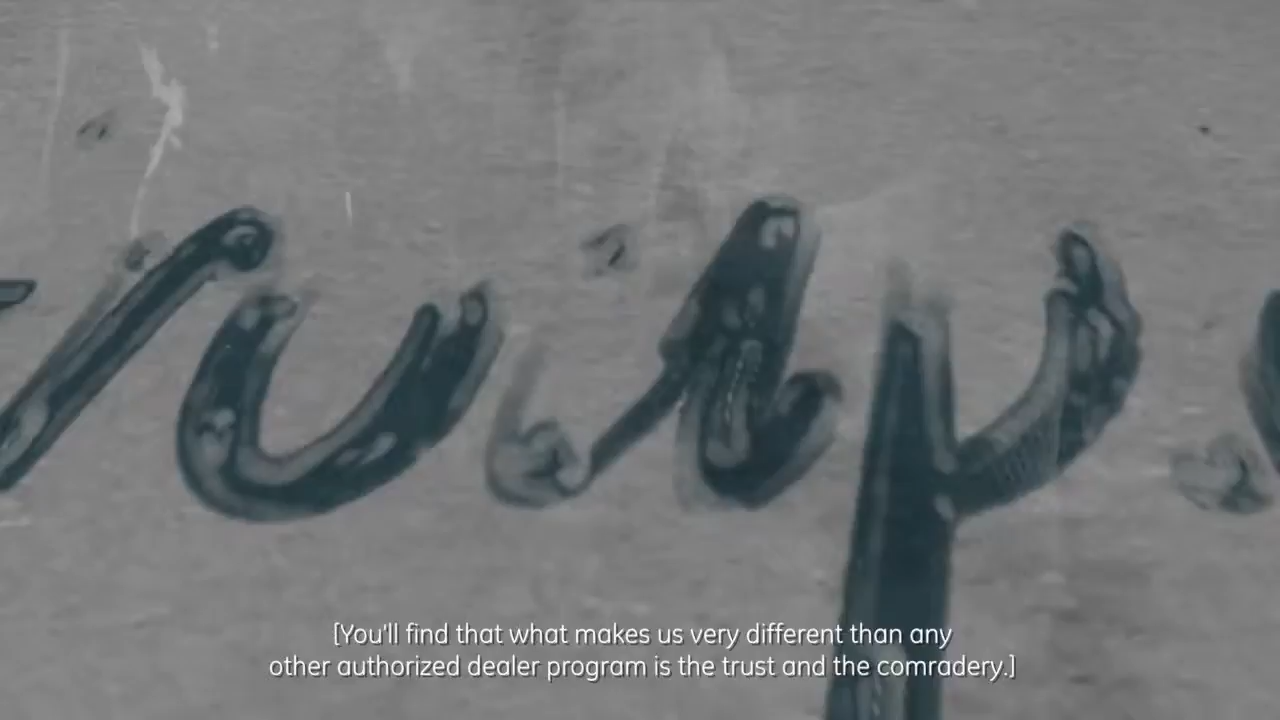 [You'll find that what makes us very different than any
other authorized dealer program is the trust and the comradery.]